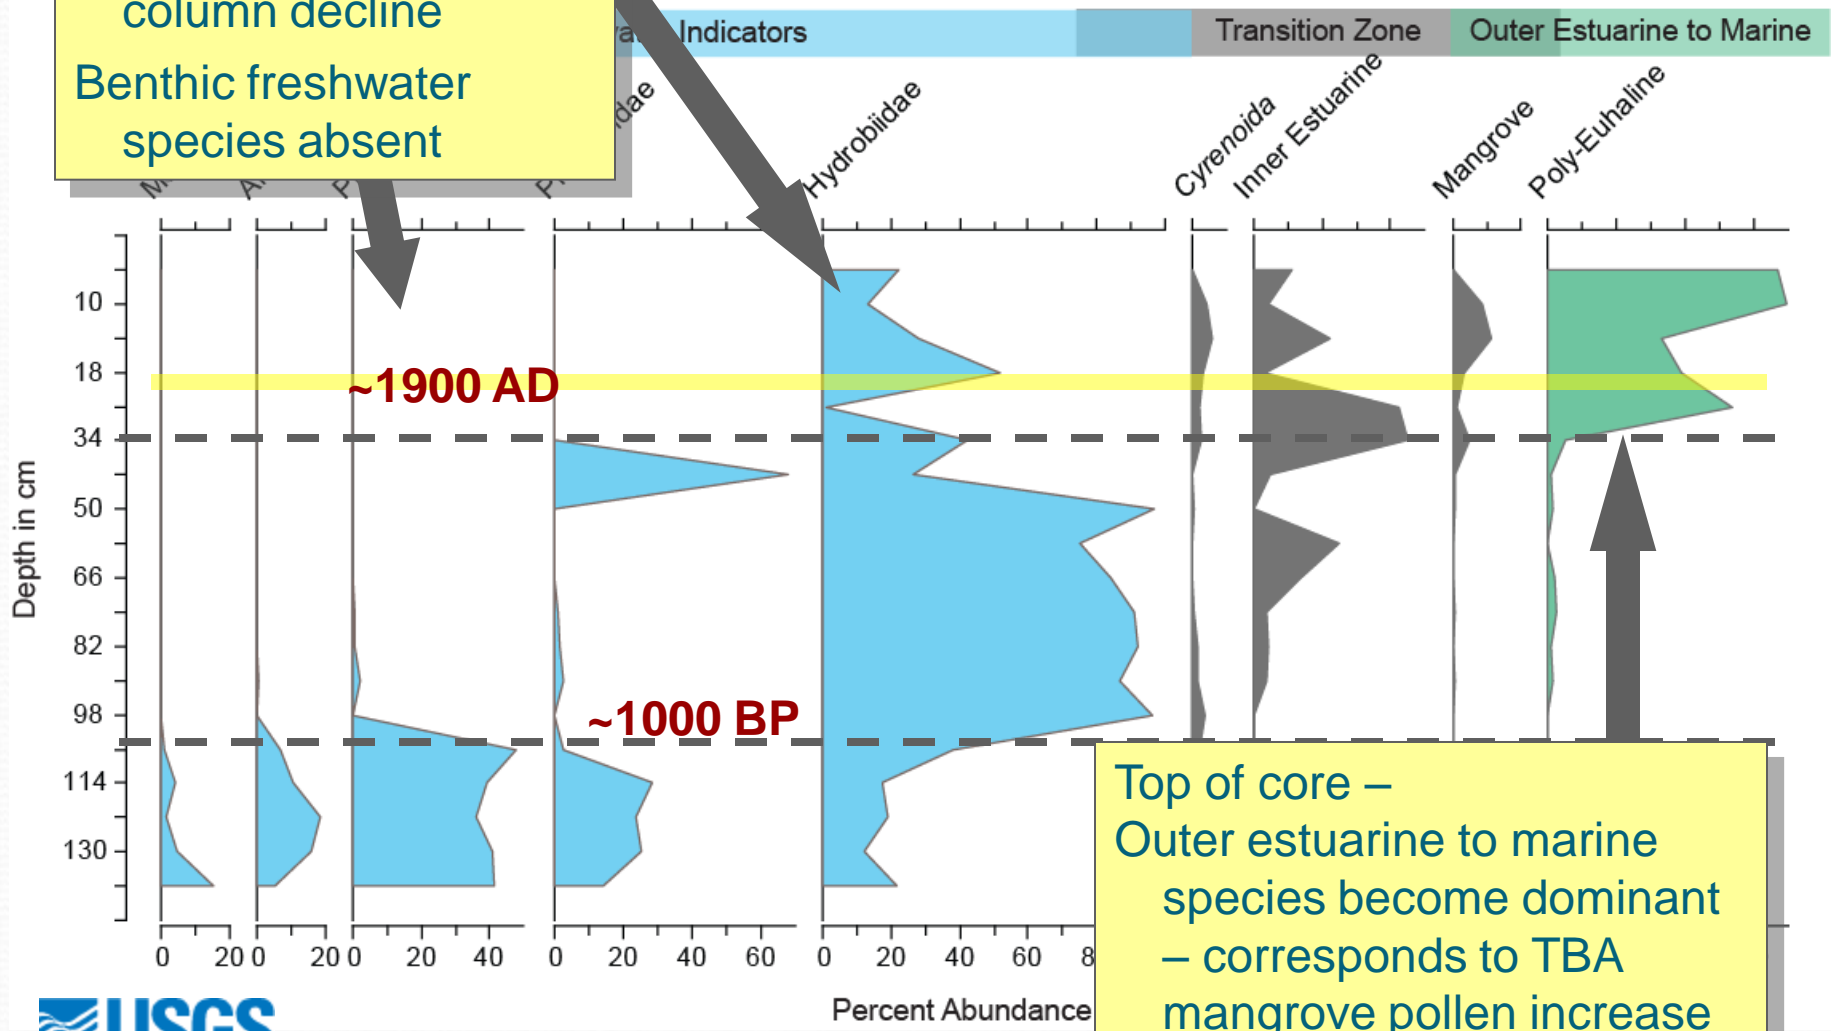 column decline
Benthic freshwater
species absent
Indicators
Transition Zone
Outer Estuarine to Marine
Hydrobiidae
Cyrenoida
Inner Estuarine
Mangrove
Poly-Euhaline
10
18
~1900 AD
34
50
66
82
98
~1000 BP
114
130
Depth in cm
0 20 0 20 0 20 40 0 20 40 60 0 20 40 60
Percent Abundance
Top of core –
Outer estuarine to marine
species become dominant
– corresponds to TBA
mangrove pollen increase
USGS